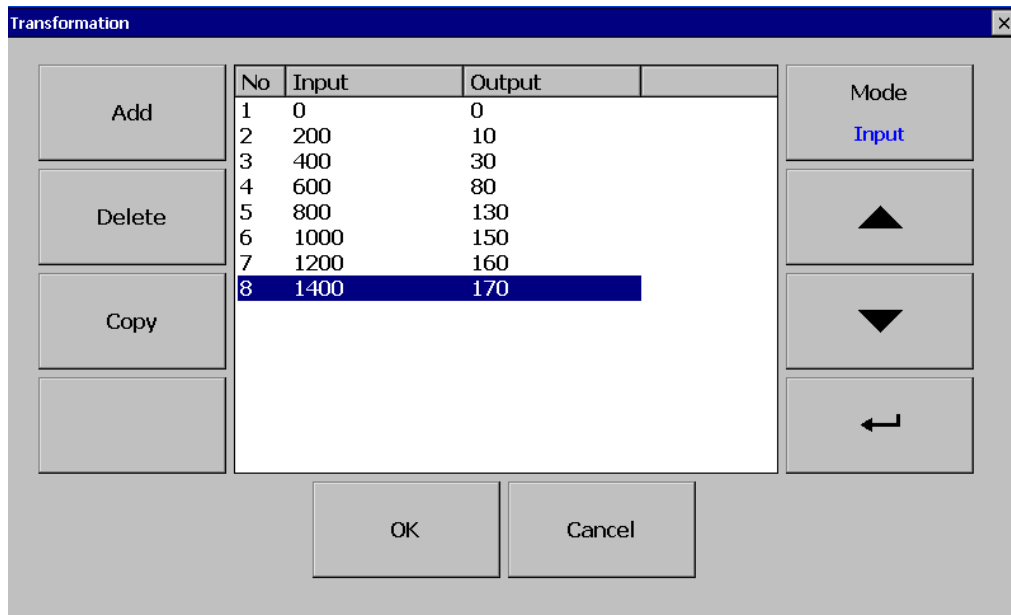 Transformation
Add
Delete
Copy
No Input Output
1 0 0
2 200 10
3 400 30
4 600 80
5 800 130
6 1000 150
7 1200 160
8 1400 170
Mode
Input
OK
Cancel